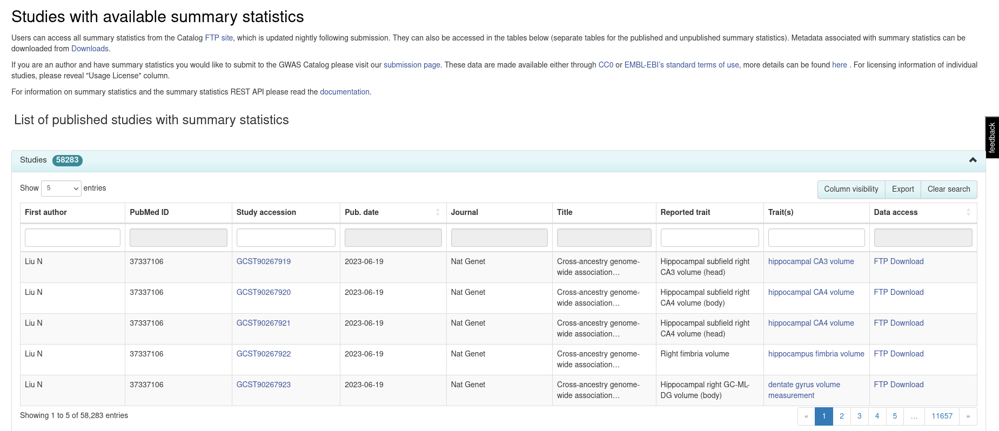 Studies with available summary statistics
Users can access all summary statistics from the Catalog FTP site, which is updated nightly following submission. They can also be accessed in the tables below (separate tables for the published and unpublished summary statistics). Metadata associated with summary statistics can be
downloaded from Downloads.
If you are an author and have summary statistics you would like to submit to the GWAS Catalog please visit our submission page. These data are made available either through CC0 or EMBL-EBI's standard terms of use, more details can be found here . For licensing information of individual
studies, please reveal "Usage License" column.
For information on summary statistics and the summary statistics REST API please read the documentation.
List of published studies with summary statistics
feedback
Studies 58283
Show 5 entries
Column visibility Export Clear search
First author PubMed ID Study accession Pub. date Journal Title Reported trait Trait(s) Data access
Liu N 37337106 GCST90267919 2023-06-19 Nat Genet Cross-ancestry genome- Hippocampal subfield right hippocampal CA3 volume FTP Download
wide association… CA3 volume (head)
Liu N 37337106 GCST90267920 2023-06-19 Nat Genet Cross-ancestry genome- Hippocampal subfield right hippocampal CA4 volume FTP Download
wide association… CA4 volume (body)
Liu N 37337106 GCST90267921 2023-06-19 Nat Genet Cross-ancestry genome- Hippocampal subfield right hippocampal CA4 volume FTP Download
wide association… CA4 volume (head)
Liu N 37337106 GCST90267922 2023-06-19 Nat Genet Cross-ancestry genome- Right fimbria volume hippocampus fimbria volume FTP Download
wide association…
Liu N 37337106 GCST90267923 2023-06-19 Nat Genet Cross-ancestry genome- Hippocampal right GC-ML- dentate gyrus volume FTP Download
wide association… DG volume (body) measurement
Showing 1 to 5 of 58,283 entries
« 1 2 3 4 5 … 11657 »